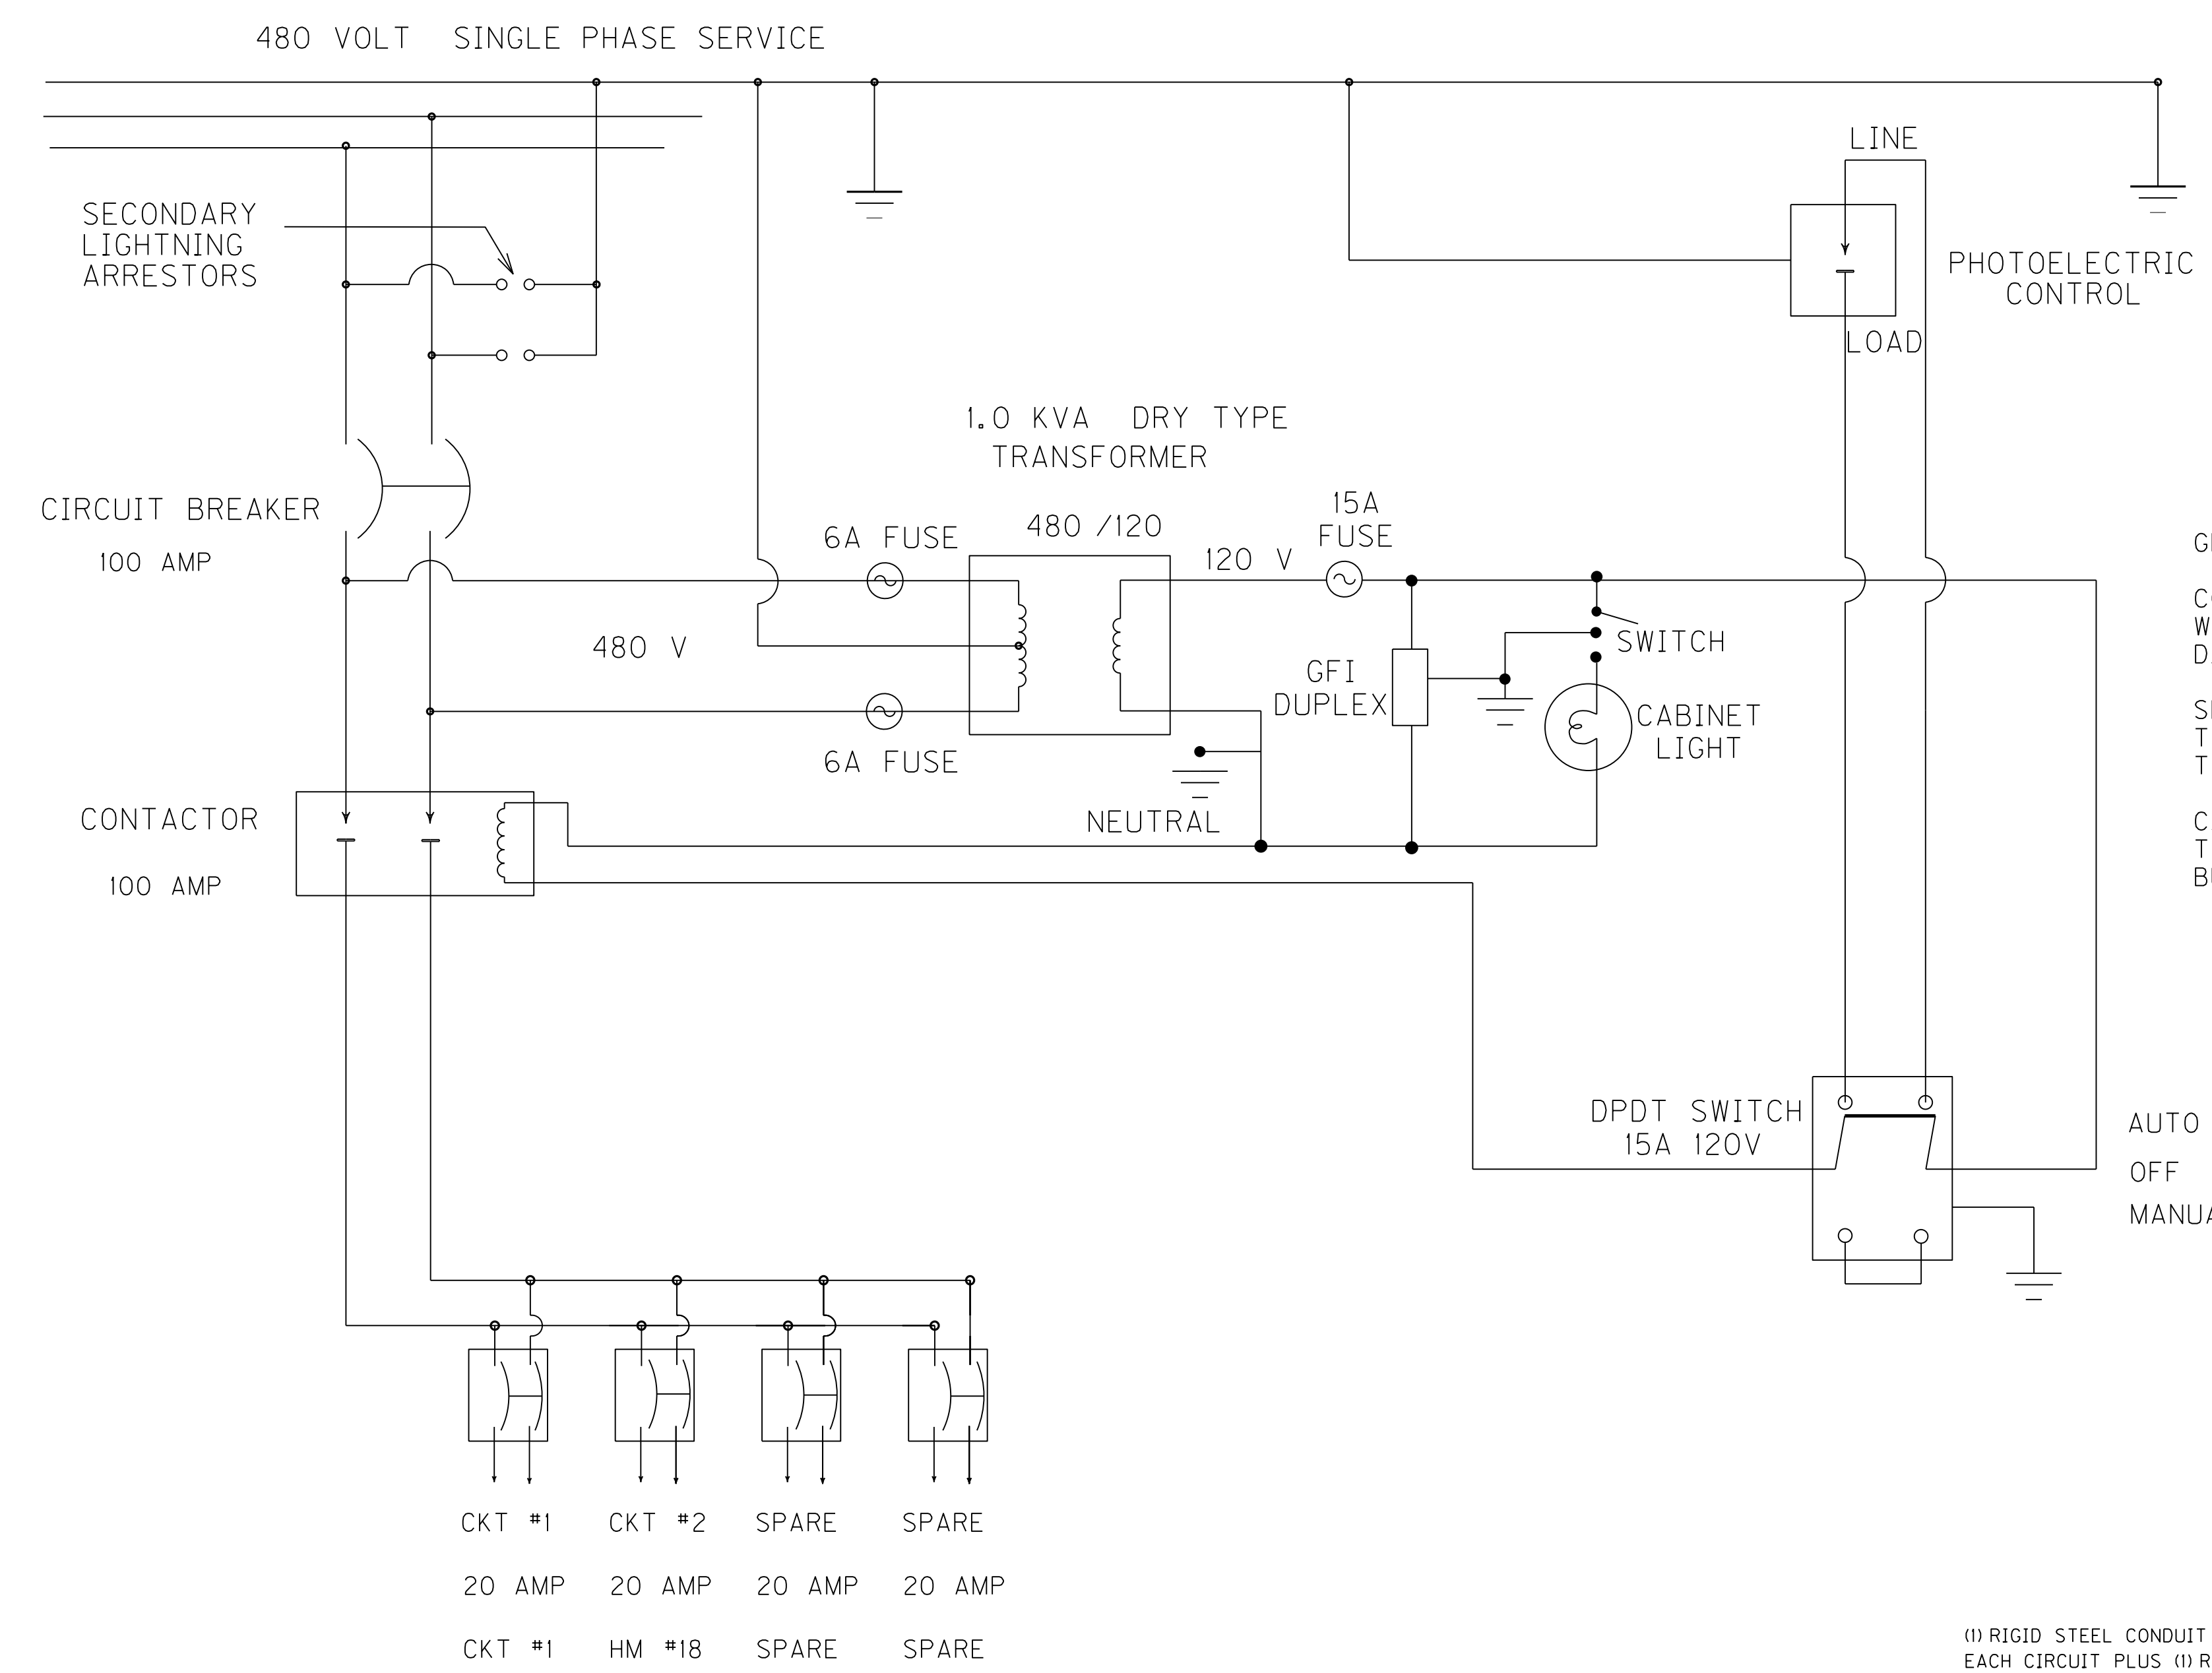 480 VOLT SINGLE PHASE SERVICE
LINE
SECONDARY
LIGHTNING
ARRESTORS
PHOTOELECTRIC
CONTROL
LOAD
1.0 KVA DRY TYPE
TRANSFORMER
CIRCUIT BREAKER
100 AMP
6A FUSE
480 /120
120 V
15A
FUSE
480 V
SWITCH
GFI
DUPLEX
CABINET
LIGHT
6A FUSE
NEUTRAL
CONTACTOR
100 AMP
DPDT SWITCH
15A 120V
AUTO
OFF
CKT #1
CKT #2
SPARE
SPARE
20 AMP
20 AMP
20 AMP
20 AMP
CKT #1
HM #18
SPARE
SPARE
(1) RIGID STEEL CONDUIT
EACH CIRCUIT PLUS (1)